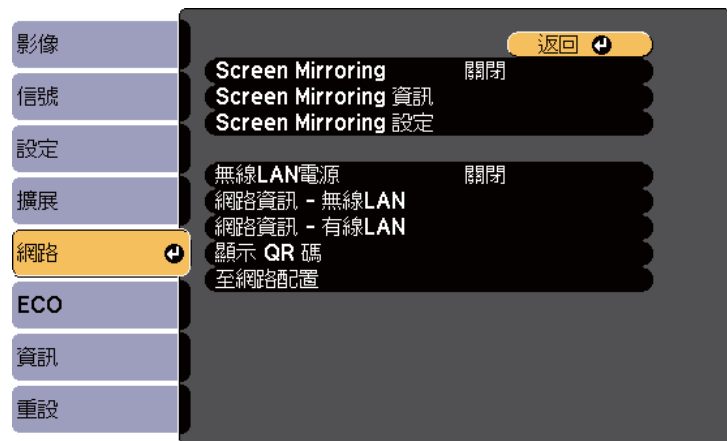 影像
信號
設定
擴展
網路
ECO
資訊
重設
返回
Screen Mirroring 關閉
Screen Mirroring 資訊
Screen Mirroring 設定
無線LAN電源 關閉
網路資訊 - 無線LAN
網路資訊 - 有線LAN
顯示 QR 碼
至網路配置